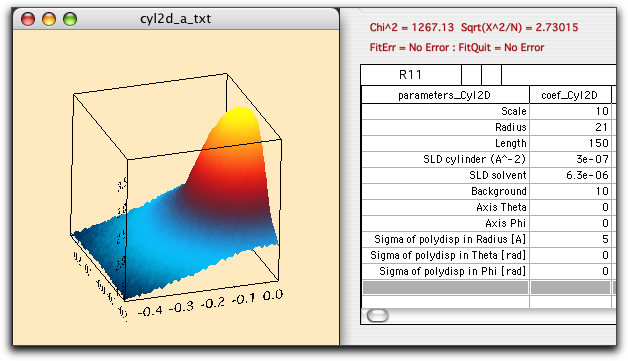 cyl2d_a_txt
-0.4 -0.3 -0.2 -0.1 0.0
Chi^2 = 1267.13 Sqrt(X^2/N) = 2.73015
FitErr = No Error : FitQuit = No Error
R11
parameters_Cyl2D coef_Cyl2D
Scale 10
Radius 21
Length 150
SLD cylinder (A^-2) 3e-07
SLD solvent 6.3e-06
Background 10
Axis Theta 0
Axis Phi 0
Sigma of polydisp in Radius [A] 5
Sigma of polydisp in Theta [rad] 0
Sigma of polydisp in Phi [rad] 0